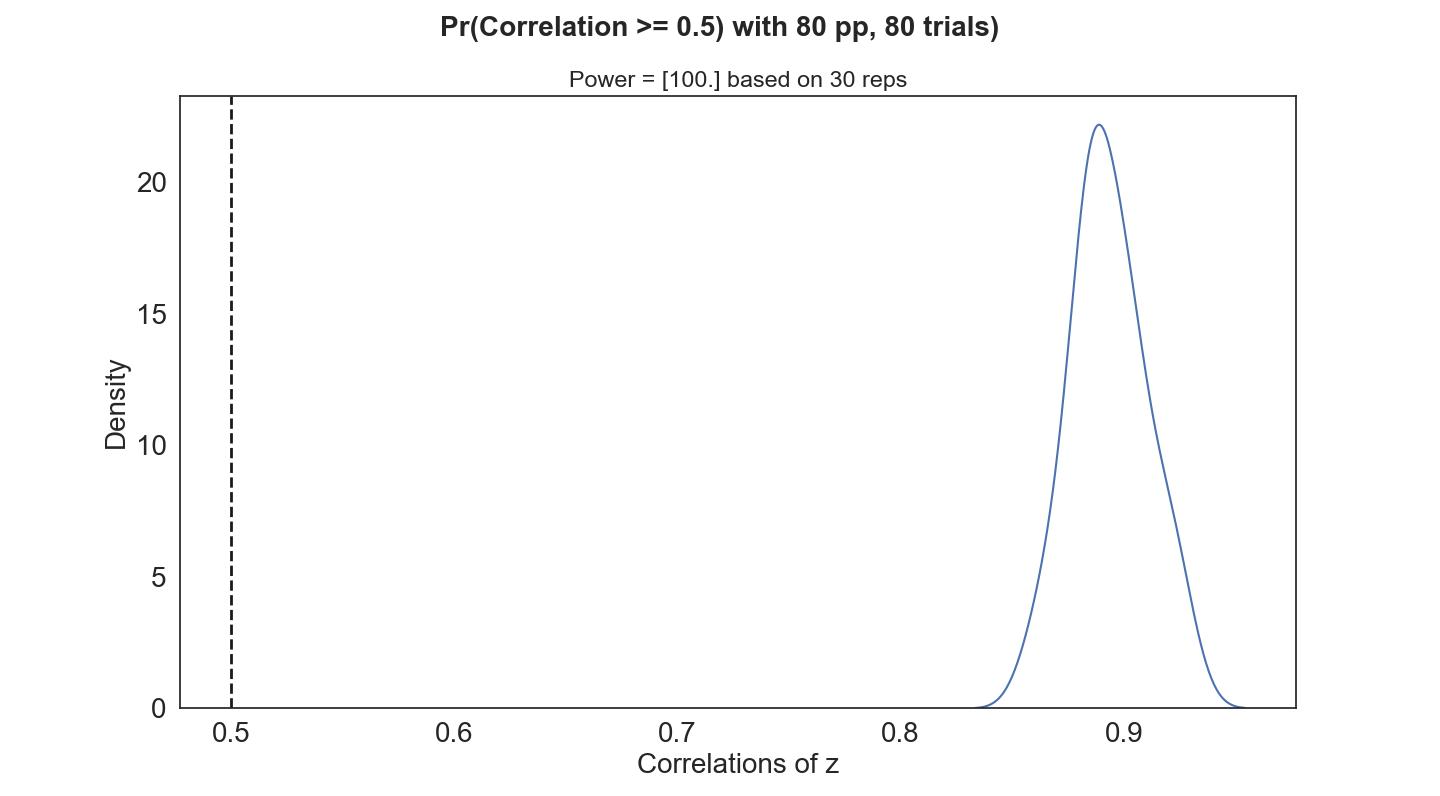 Pr(Correlation >= 0.5) with 80 pp, 80 trials)
Power = [100.] based on 30 reps
20
15
10
5
0
Density
0.5 0.6 0.7 0.8 0.9
Correlations of z